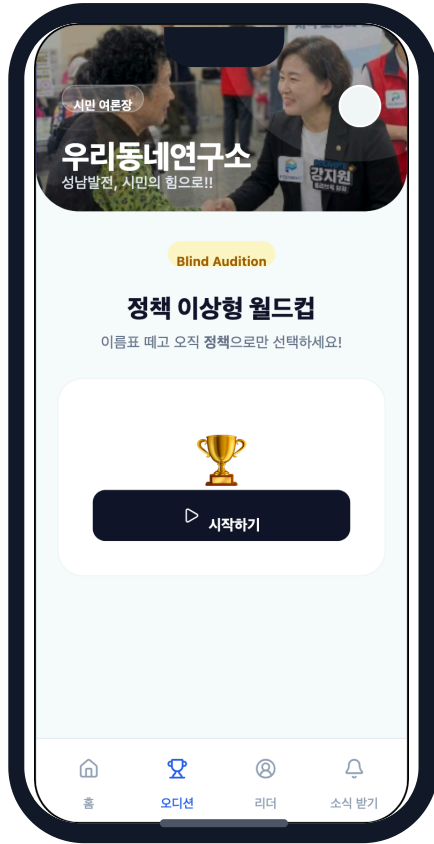 시민 여론장
우리동네연구소
성남발전, 시민의 힘으로!!
강지원
Blind Audition
정책 이상형 월드컵
이름표 떼고 오직 정책으로만 선택하세요!
시작하기
홈
오디션
리더
소식 받기